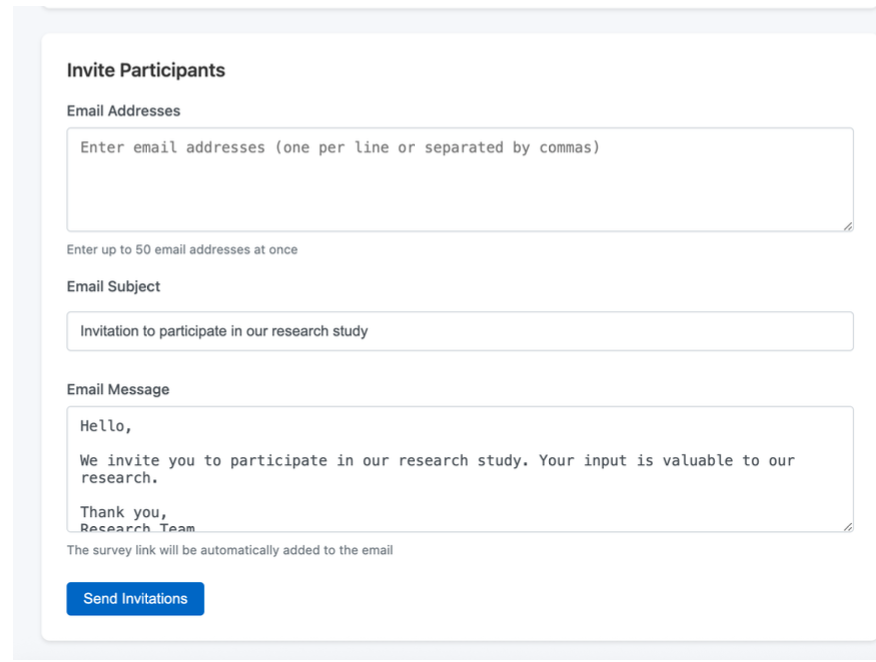 Invite Participants
Email Addresses
Enter email addresses (one per line or separated by commas)
Enter up to 50 email addresses at once
Email Subject
Invitation to participate in our research study
Email Message
Hello,
We invite you to participate in our research study. Your input is valuable to our
research.
Thank you,
Research Team
The survey link will be automatically added to the email
Send Invitations